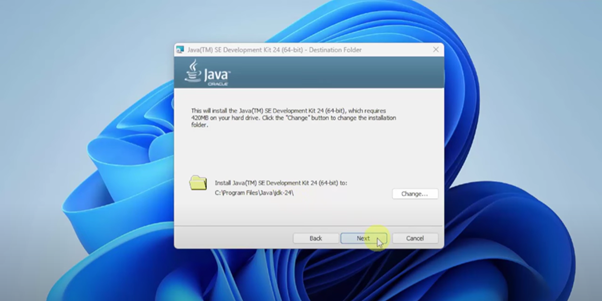 Java(TM) SE Development Kit 24 (64-bit) - Destination Folder
Java™
ORACLE
This will install the Java(TM) SE Development Kit 24 (64-bit), which requires
420MB on your hard drive. Click the "Change" button to change the installation
folder.
Install Java(TM) SE Development Kit 24 (64-bit) to:
C:\Program Files\Java\jdk-24\
Change...
Back
Next
Cancel